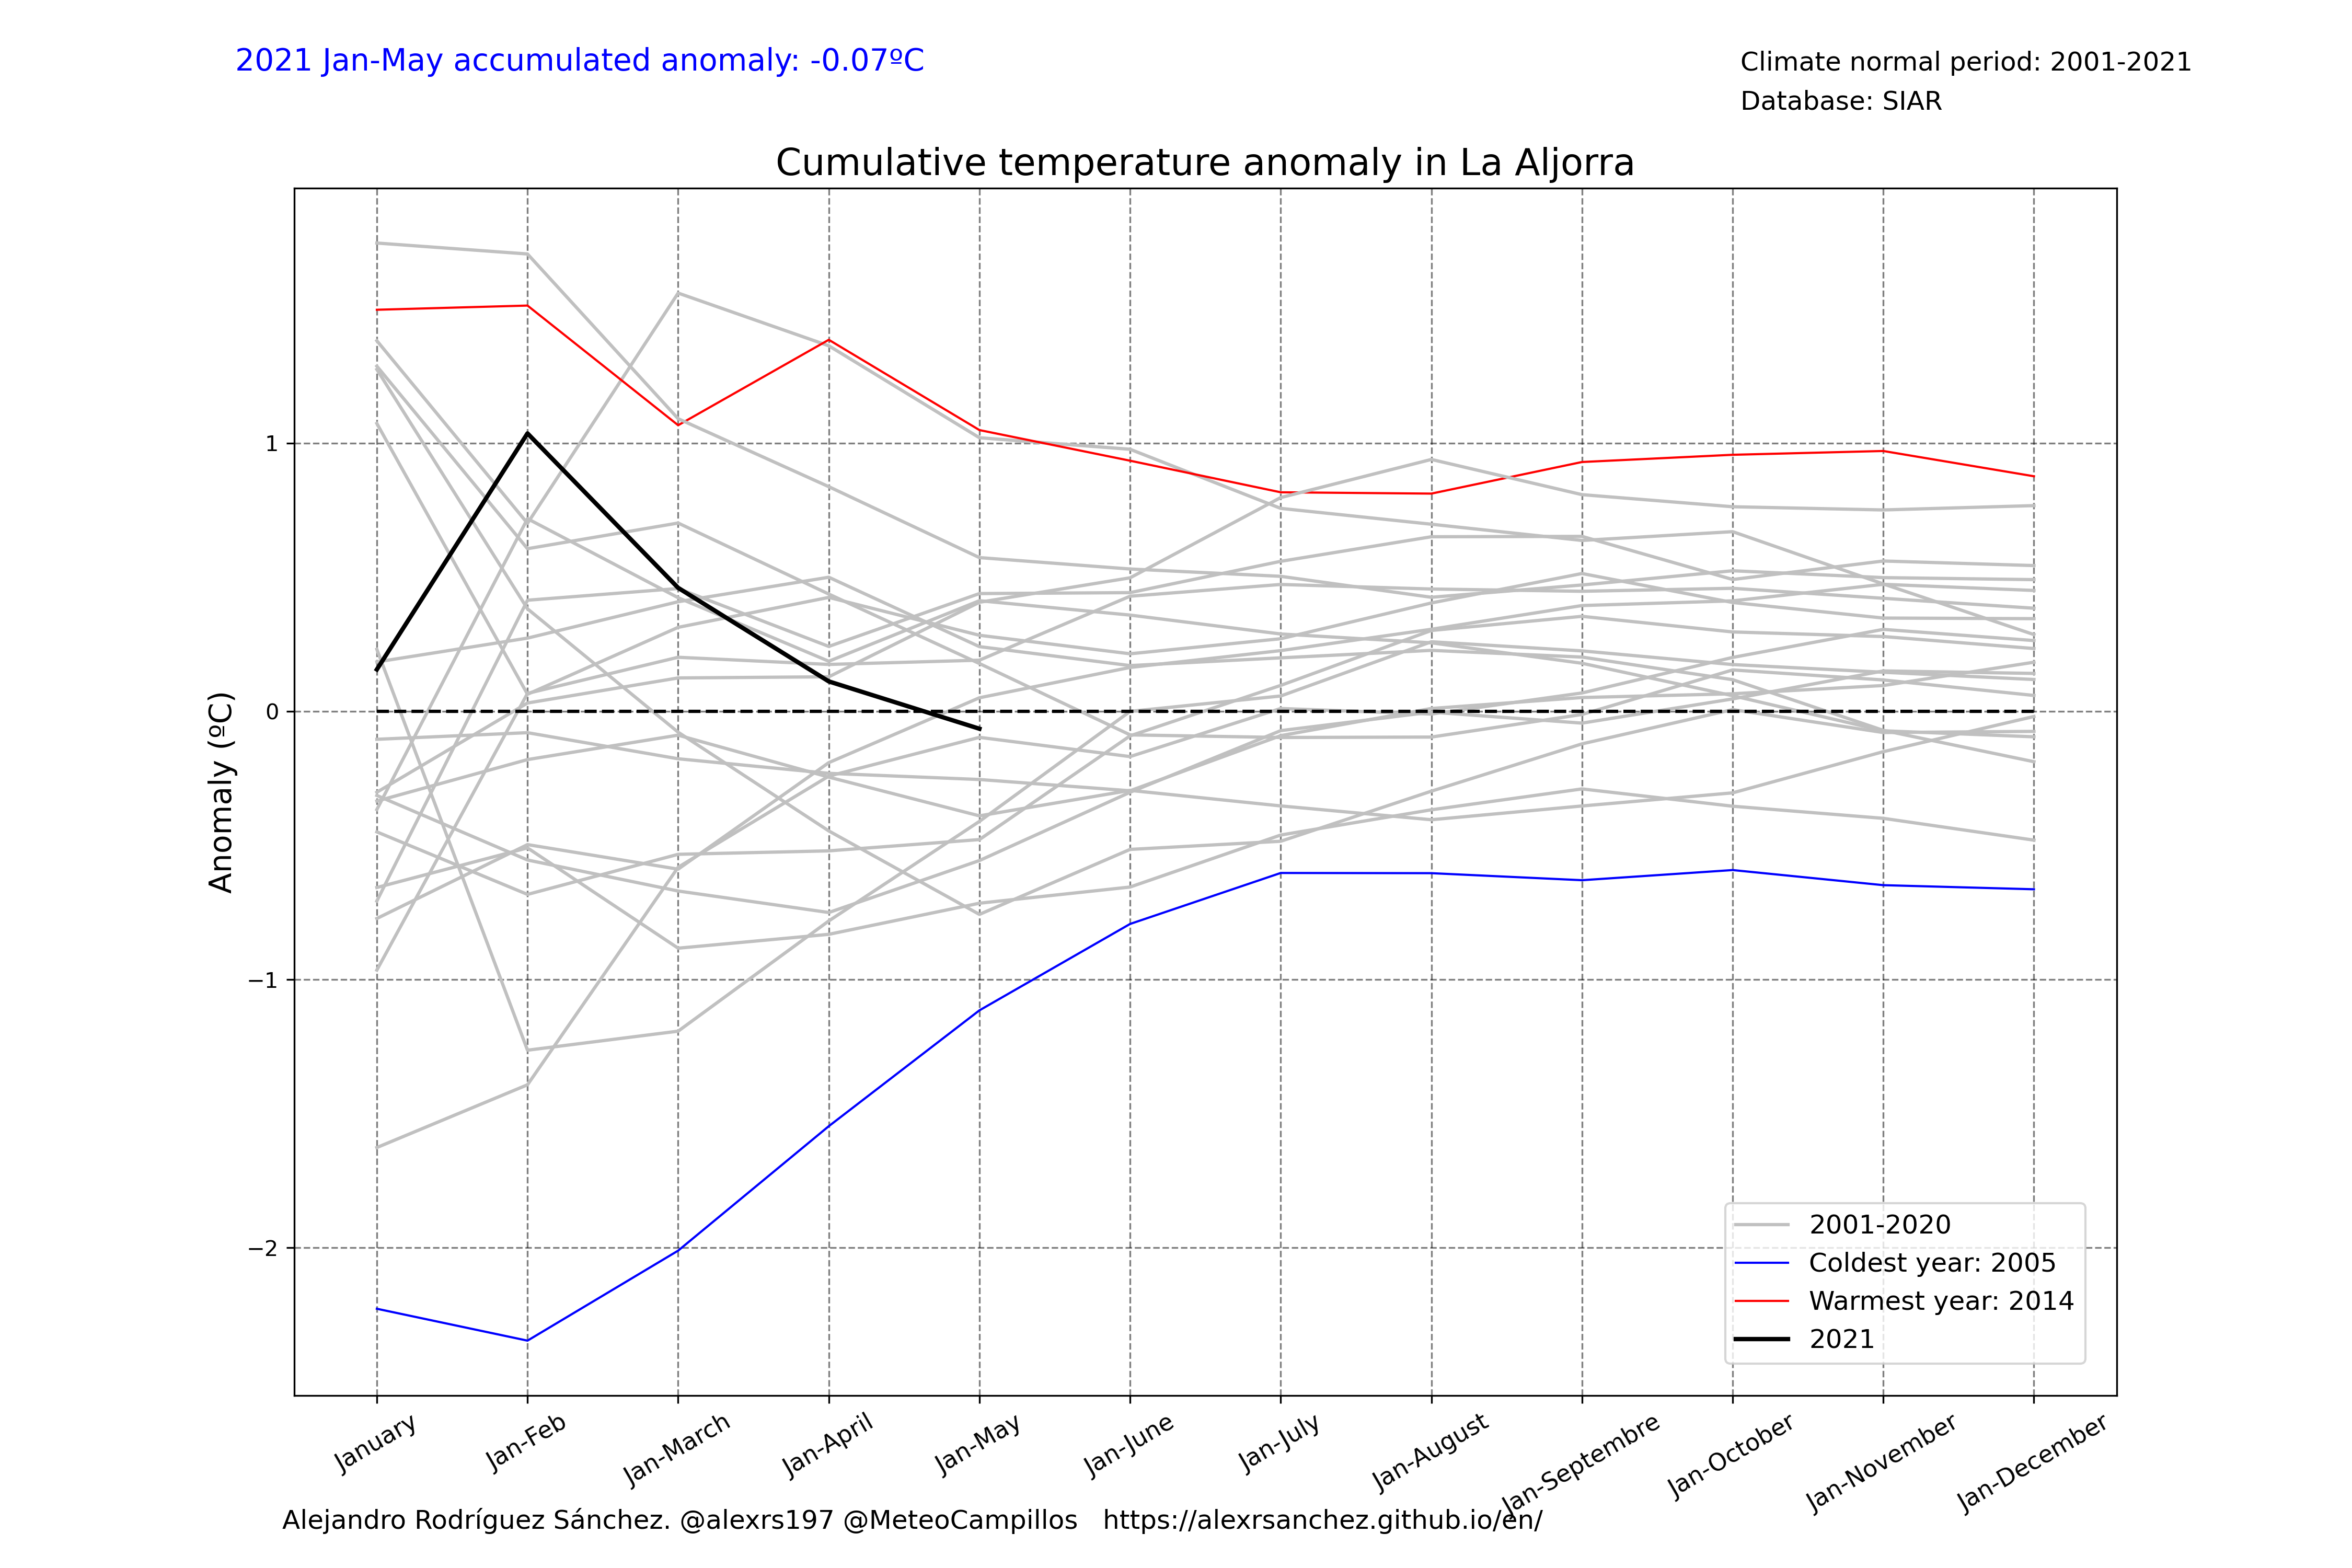 2021 Jan-May accumulated anomaly: -0.07ºC
Climate normal period: 2001-2021
Database: SIAR
Cumulative temperature anomaly in La Aljorra
Anomaly (ºC)
1
0
−1
−2
2001-2020
Coldest year: 2005
Warmest year: 2014
2021
January
Jan-Feb
Jan-March
Jan-April
Jan-May
Jan-June
Jan-July
Jan-August
Jan-Septembre
Jan-October
Jan-November
Jan-December
Alejandro Rodríguez Sánchez. @alexrs197 @MeteoCampillos https://alexrsanchez.github.io/en/